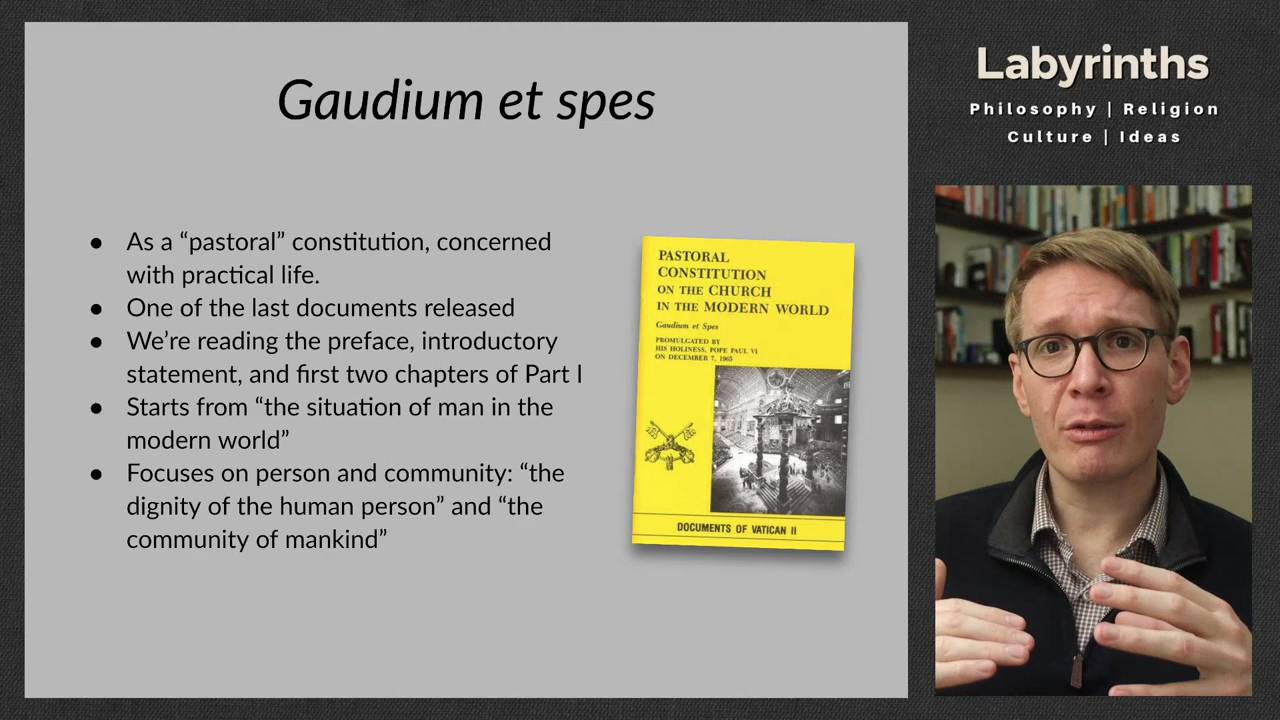 Gaudium et spes
● As a “pastoral” constitution, concerned
with practical life.
● One of the last documents released
● We’re reading the preface, introductory
statement, and first two chapters of Part I
● Starts from “the situation of man in the
modern world”
● Focuses on person and community: “the
dignity of the human person” and “the
community of mankind”
PASTORAL
CONSTITUTION
ON THE CHURCH
IN THE MODERN WORLD
Gaudium et Spes
PROMULGATED BY
HIS HOLINESS, POPE PAUL VI
ON DECEMBER 7, 1965
DOCUMENTS OF VATICAN II
Labyrinths
Philosophy | Religion
Culture | Ideas